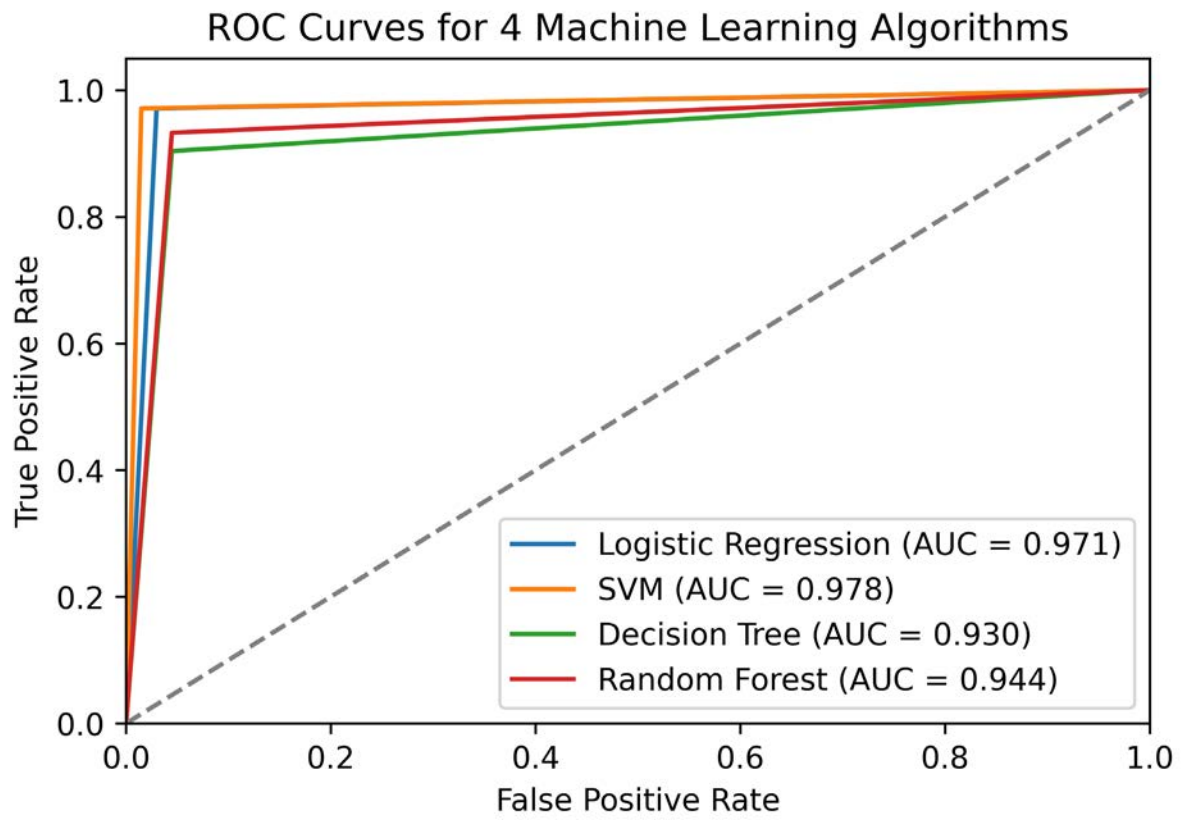 ROC Curves for 4 Machine Learning Algorithms
True Positive Rate
1.0
0.8
0.6
0.4
0.2
0.0
Logistic Regression (AUC = 0.971)
SVM (AUC = 0.978)
Decision Tree (AUC = 0.930)
Random Forest (AUC = 0.944)
0.0 0.2 0.4 0.6 0.8 1.0
False Positive Rate